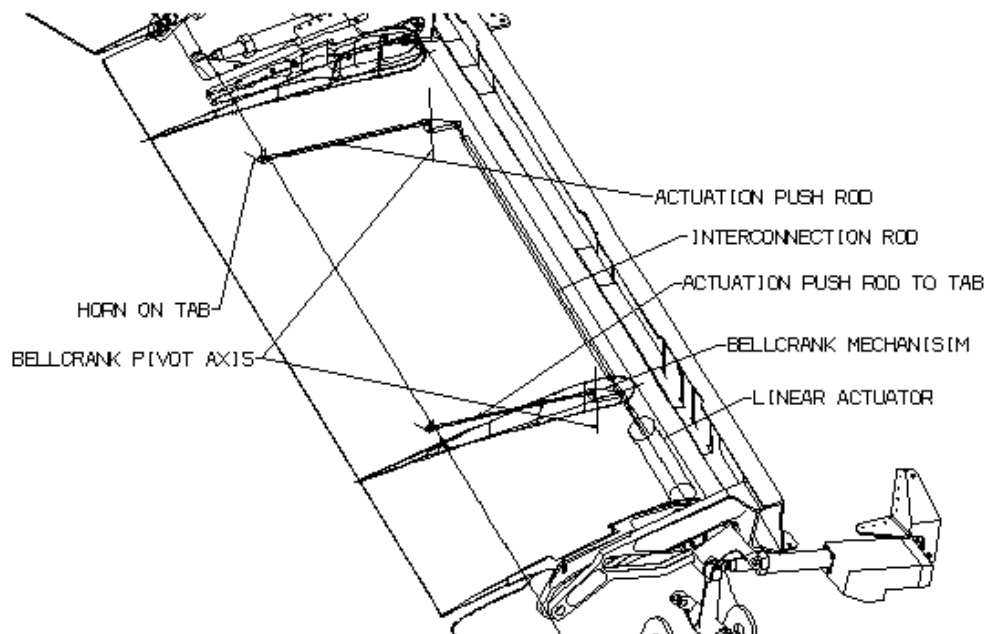 ACTUATION PUSH ROD
INTERCONNECTION ROD
ACTUATION PUSH ROD TO TAB
HORN ON TAB
BELLCRANK PIVOT AXIS
BELLCRANK MECHANISIM
LINEAR ACTUATOR